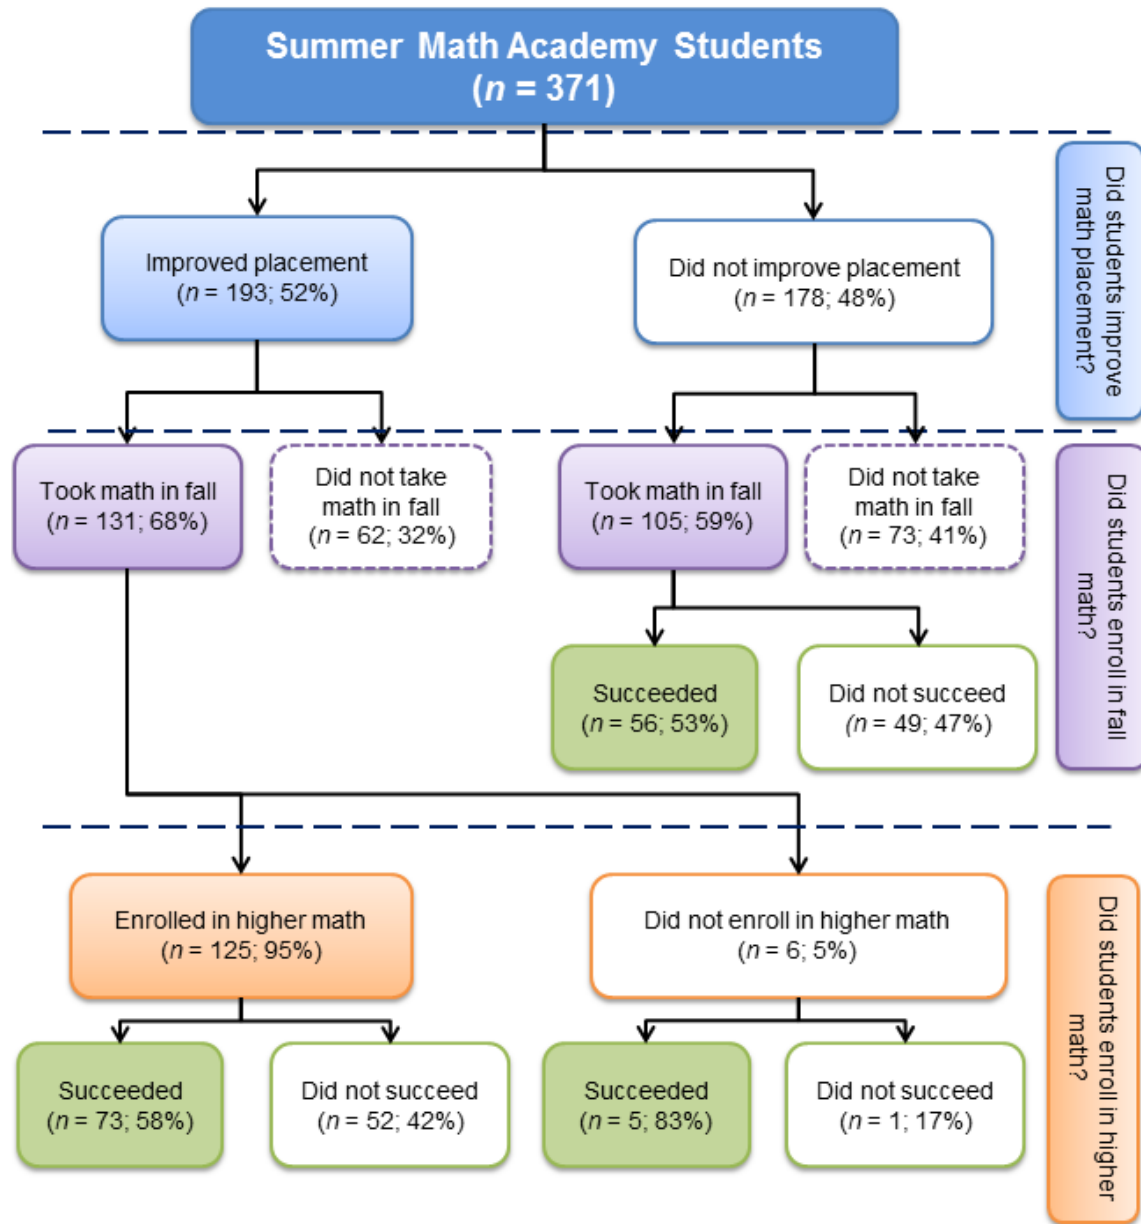 Summer Math Academy Students
(n = 371)
Did students improve
math placement?
Improved placement
(n = 193; 52%)
Did not improve placement
(n = 178; 48%)
Took math in fall
(n = 131; 68%)
Did not take
math in fall
(n = 62; 32%)
Took math in fall
(n = 105; 59%)
Did not take
math in fall
(n = 73; 41%)
Did students enroll in fall
math?
Succeeded
(n = 56; 53%)
Did not succeed
(n = 49; 47%)
Enrolled in higher math
(n = 125; 95%)
Did not enroll in higher math
(n = 6; 5%)
Did students enroll in higher
math?
Succeeded
(n = 73; 58%)
Did not succeed
(n = 52; 42%)
Succeeded
(n = 5; 83%)
Did not succeed
(n = 1; 17%)